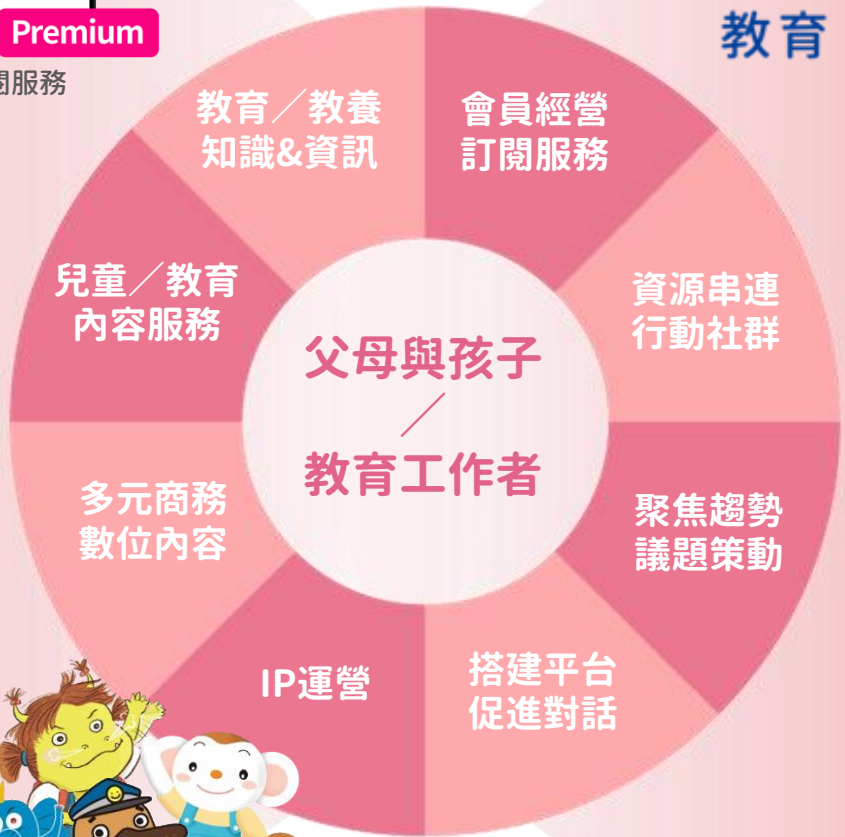 Premium
教育
閱服務
教育／教養
知識&資訊
會員經營
訂閱服務
兒童／教育
內容服務
資源串連
行動社群
父母與孩子
／
教育工作者
多元商務
數位內容
聚焦趨勢
議題策動
IP運營
搭建平台
促進對話